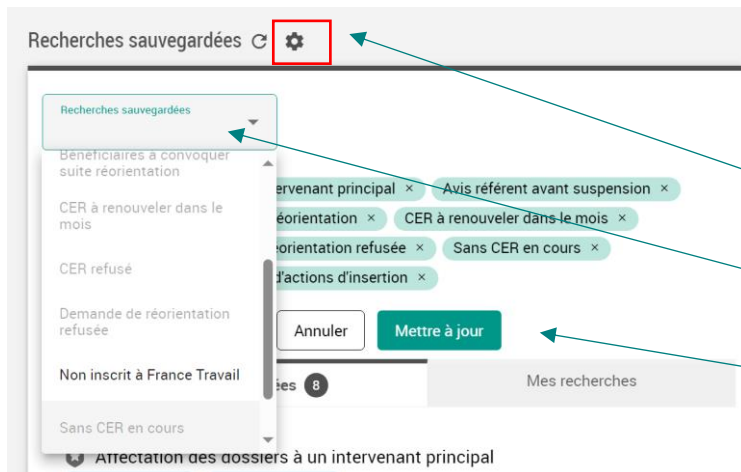 Recherches sauvegardées
Recherches sauvegardées
Bénéficiaires à convoquer
suite réorientation
CER à renouveler dans le
mois
CER refusé
Demande de réorientation
refusée
Non inscrit à France Travail
Sans CER en cours
ervenant principal × Avis référent avant suspension ×
éorientation × CER à renouveler dans le mois ×
éorientation refusée × Sans CER en cours ×
d'actions d'insertion ×
Annuler Mettre à jour
ées 8 Mes recherches
Affectation des dossiers à un intervenant principal